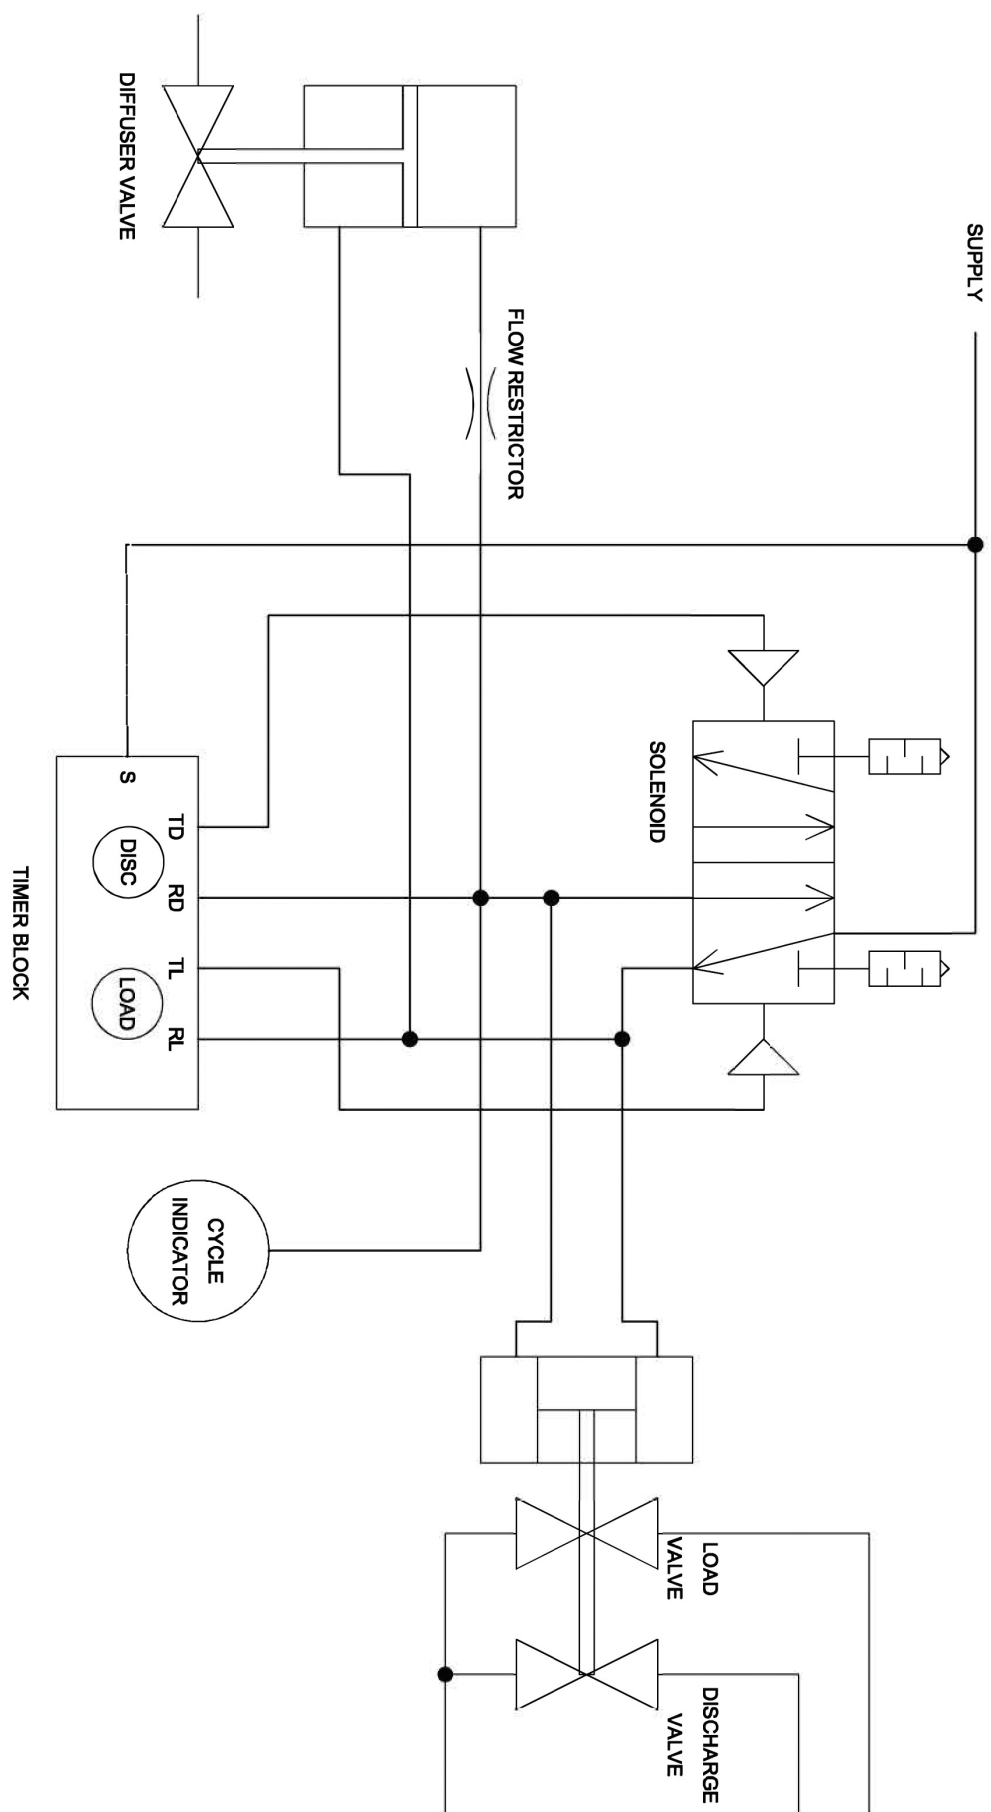 SUPPLY
DIFFUSER VALVE
FLOW RESTRICTOR
SOLENOID
S
TD
DISC
RD
TL
LOAD
RL
TIMER BLOCK
CYCLE
INDICATOR
LOAD
VALVE
DISCHARGE
VALVE